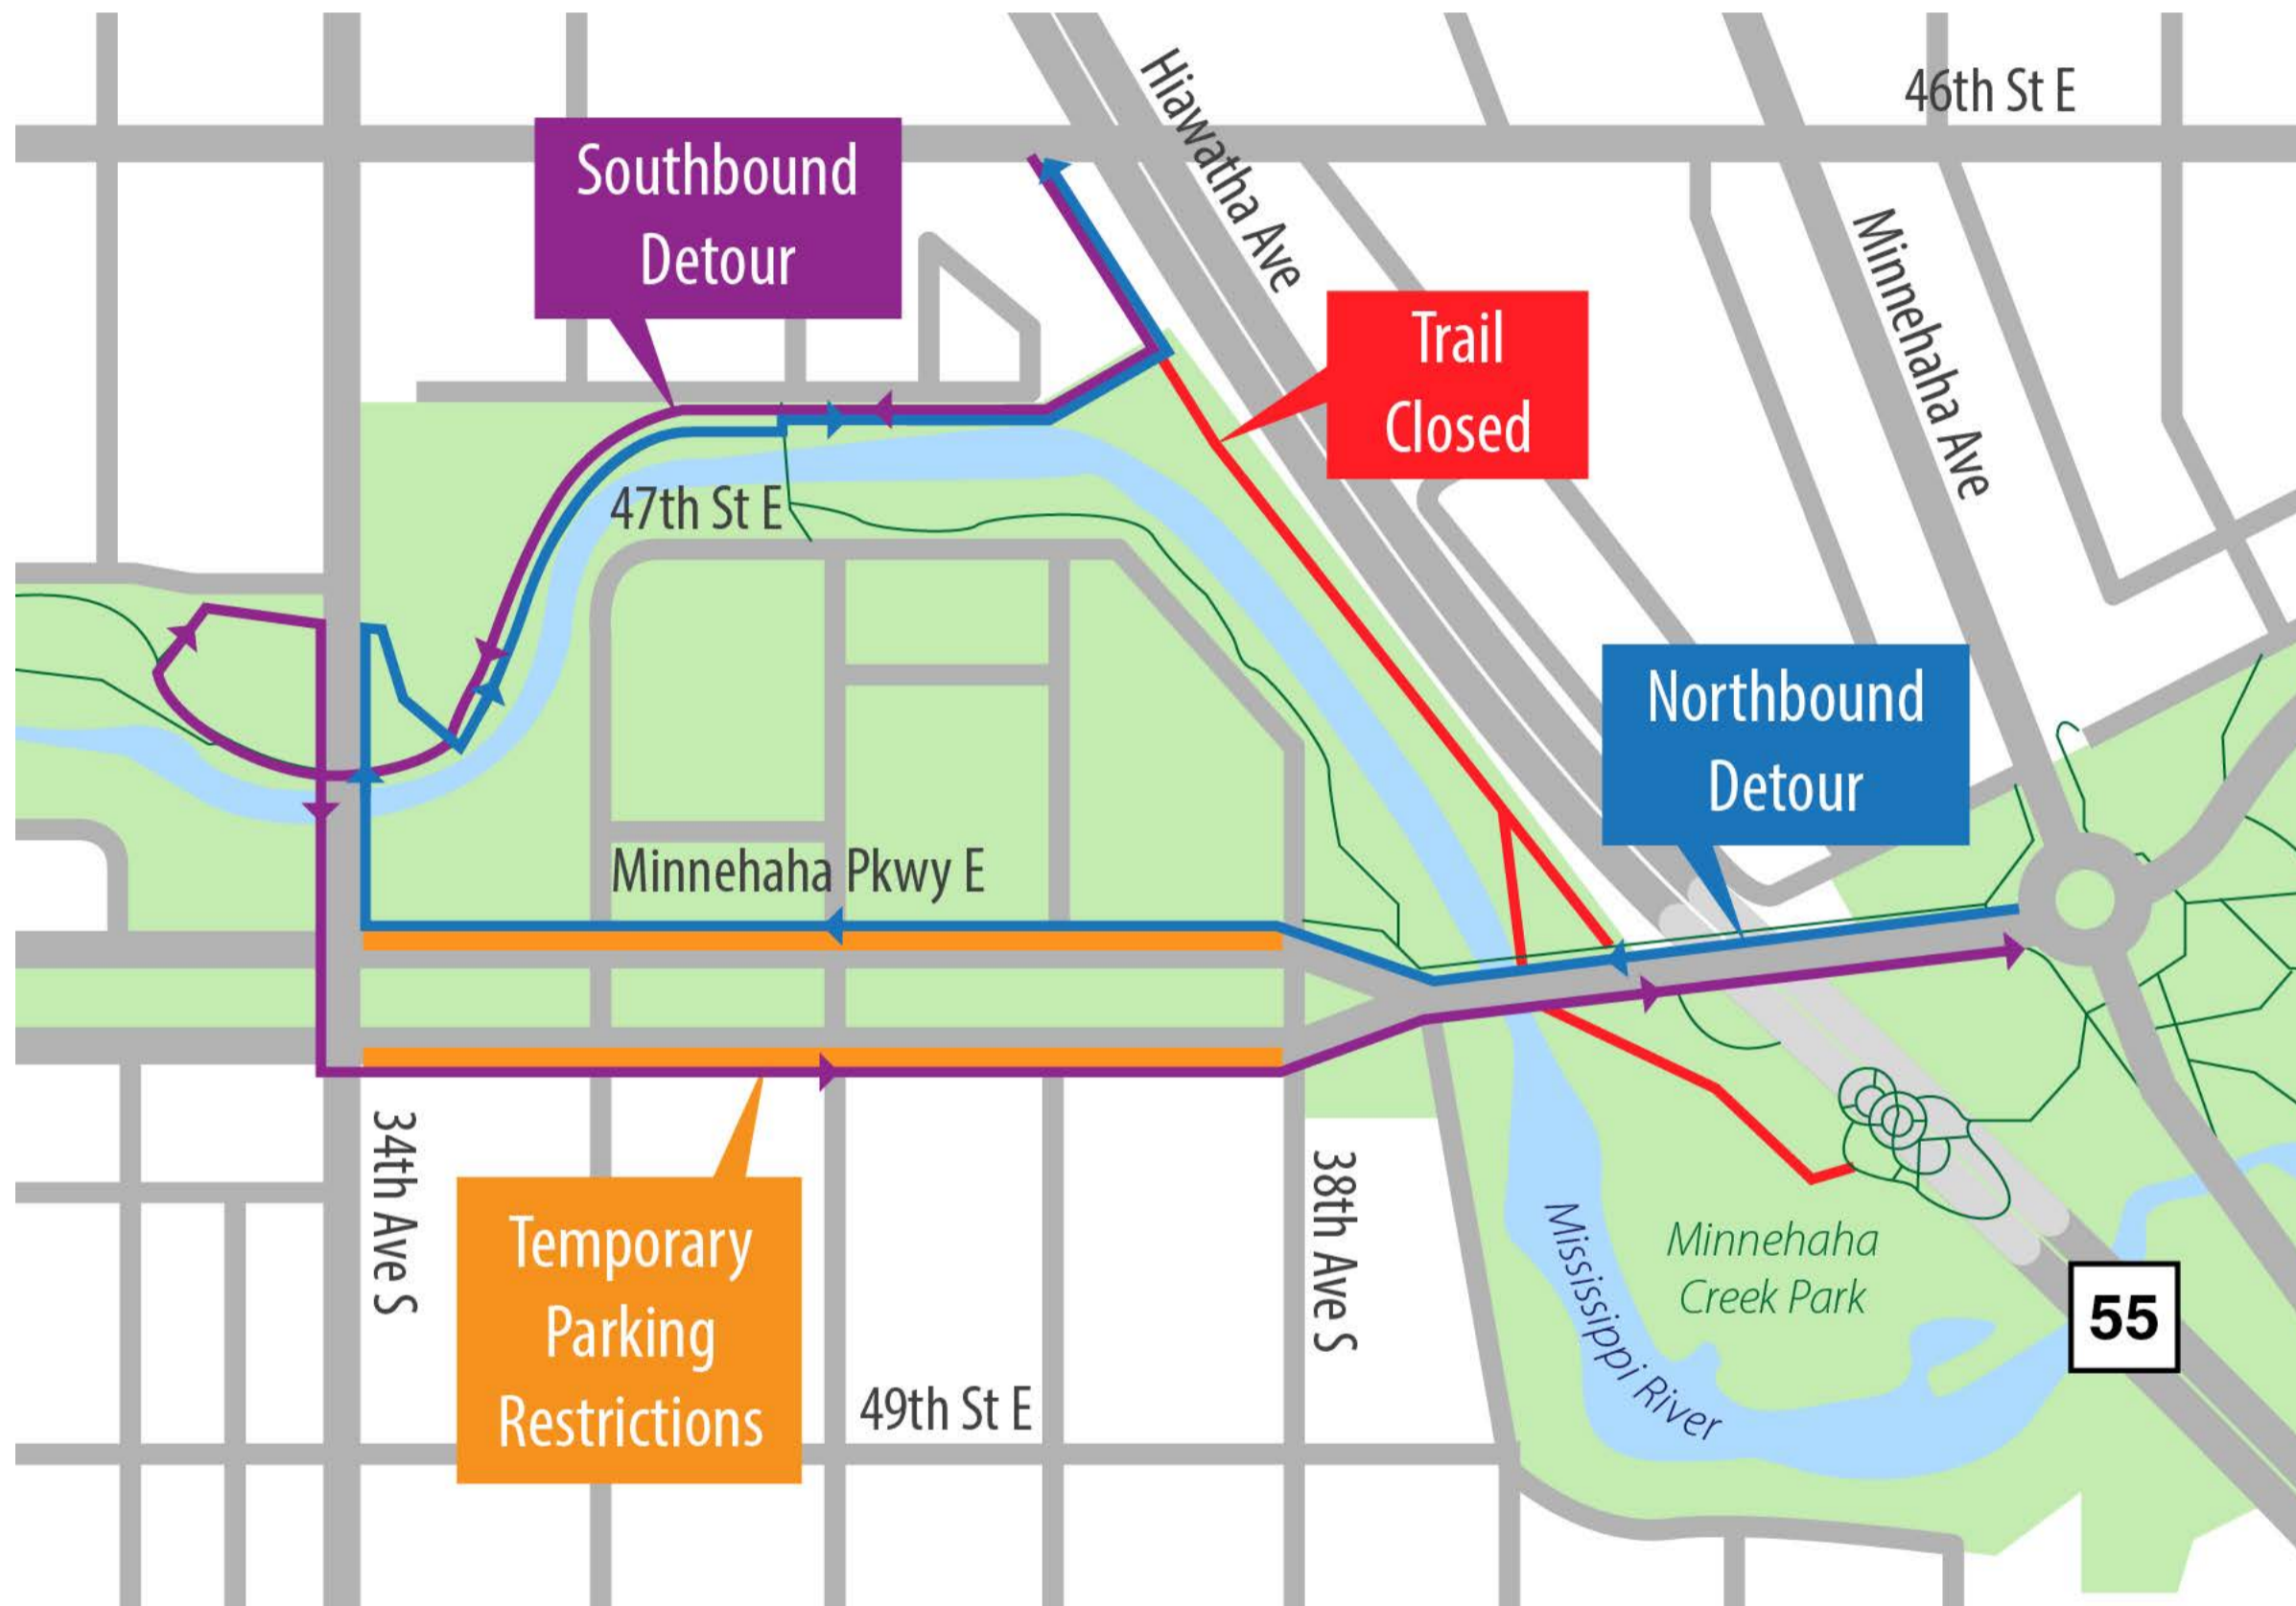 46th St E
Hiawatha Ave
Southbound
Detour
Minnehaha Ave
Trail
Closed
47th St E
Northbound
Detour
Minnehaha Pkwy E
34th Ave S
38th Ave S
Temporary
Parking
Restrictions
Mississippi River
Minnehaha
Creek Park
55
49th St E